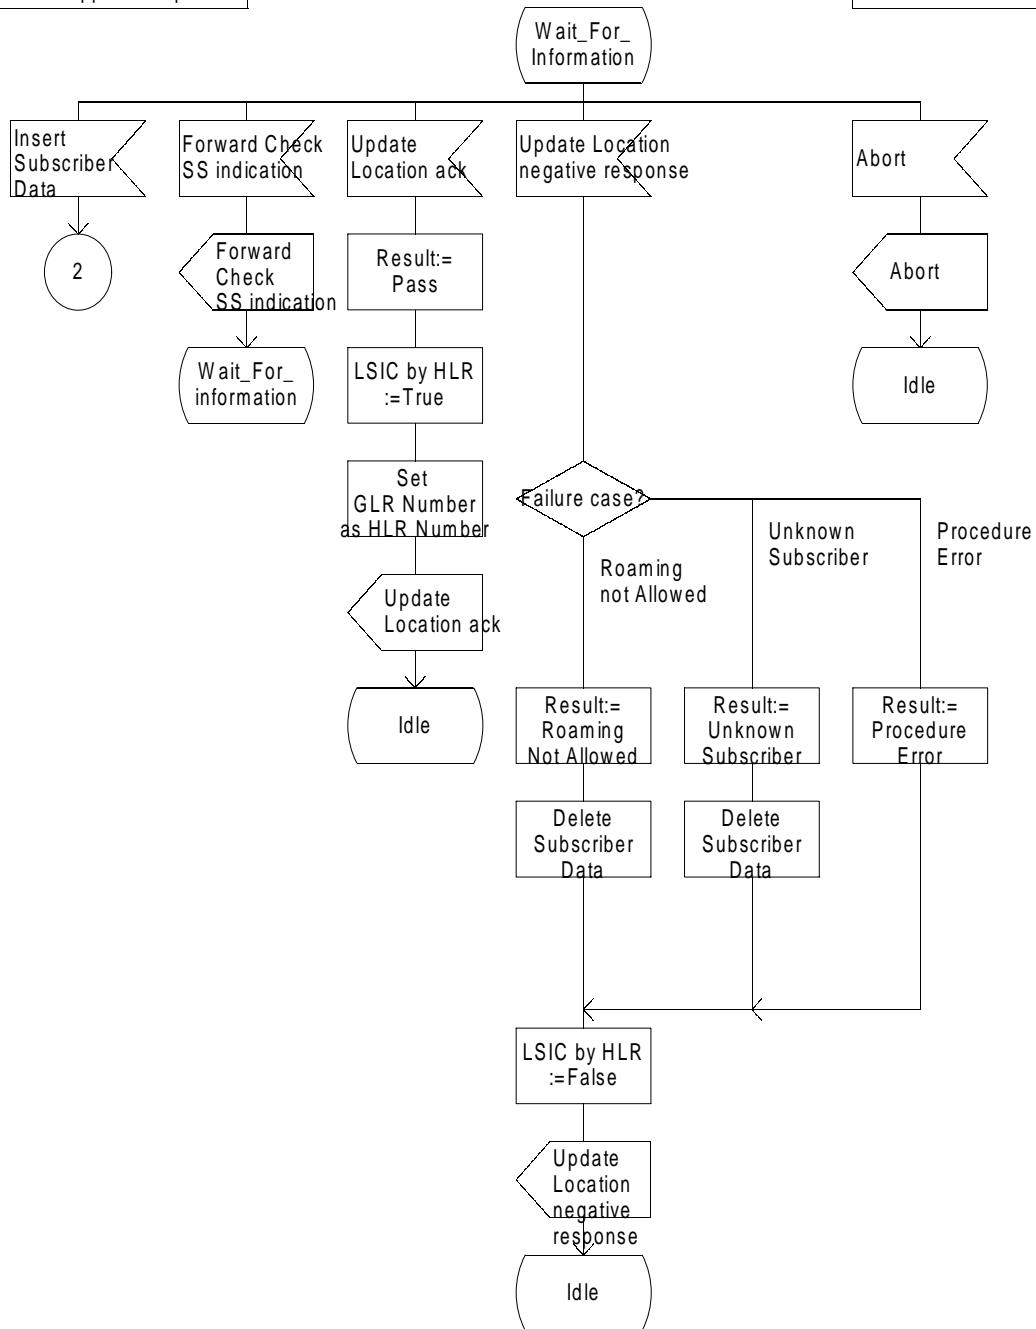 Wait_For_
Information
Insert
Subscriber
Data
Forward Check
SS indication
Update
Location ack
Update Location
negative response
Abort
2
Forward
Check
SS indication
Result:=
Pass
Abort
Wait_For_
information
LSIC by HLR
:=True
Idle
Set
GLR Number
as HLR Number
Failure case?
Unknown
Subscriber
Procedure
Error
Roaming
not Allowed
Update
Location ack
Idle
Result:=
Roaming
Not Allowed
Result:=
Unknown
Subscriber
Result:=
Procedure
Error
Delete
Subscriber
Data
Delete
Subscriber
Data
LSIC by HLR
:=False
Update
Location
negative
response
Idle